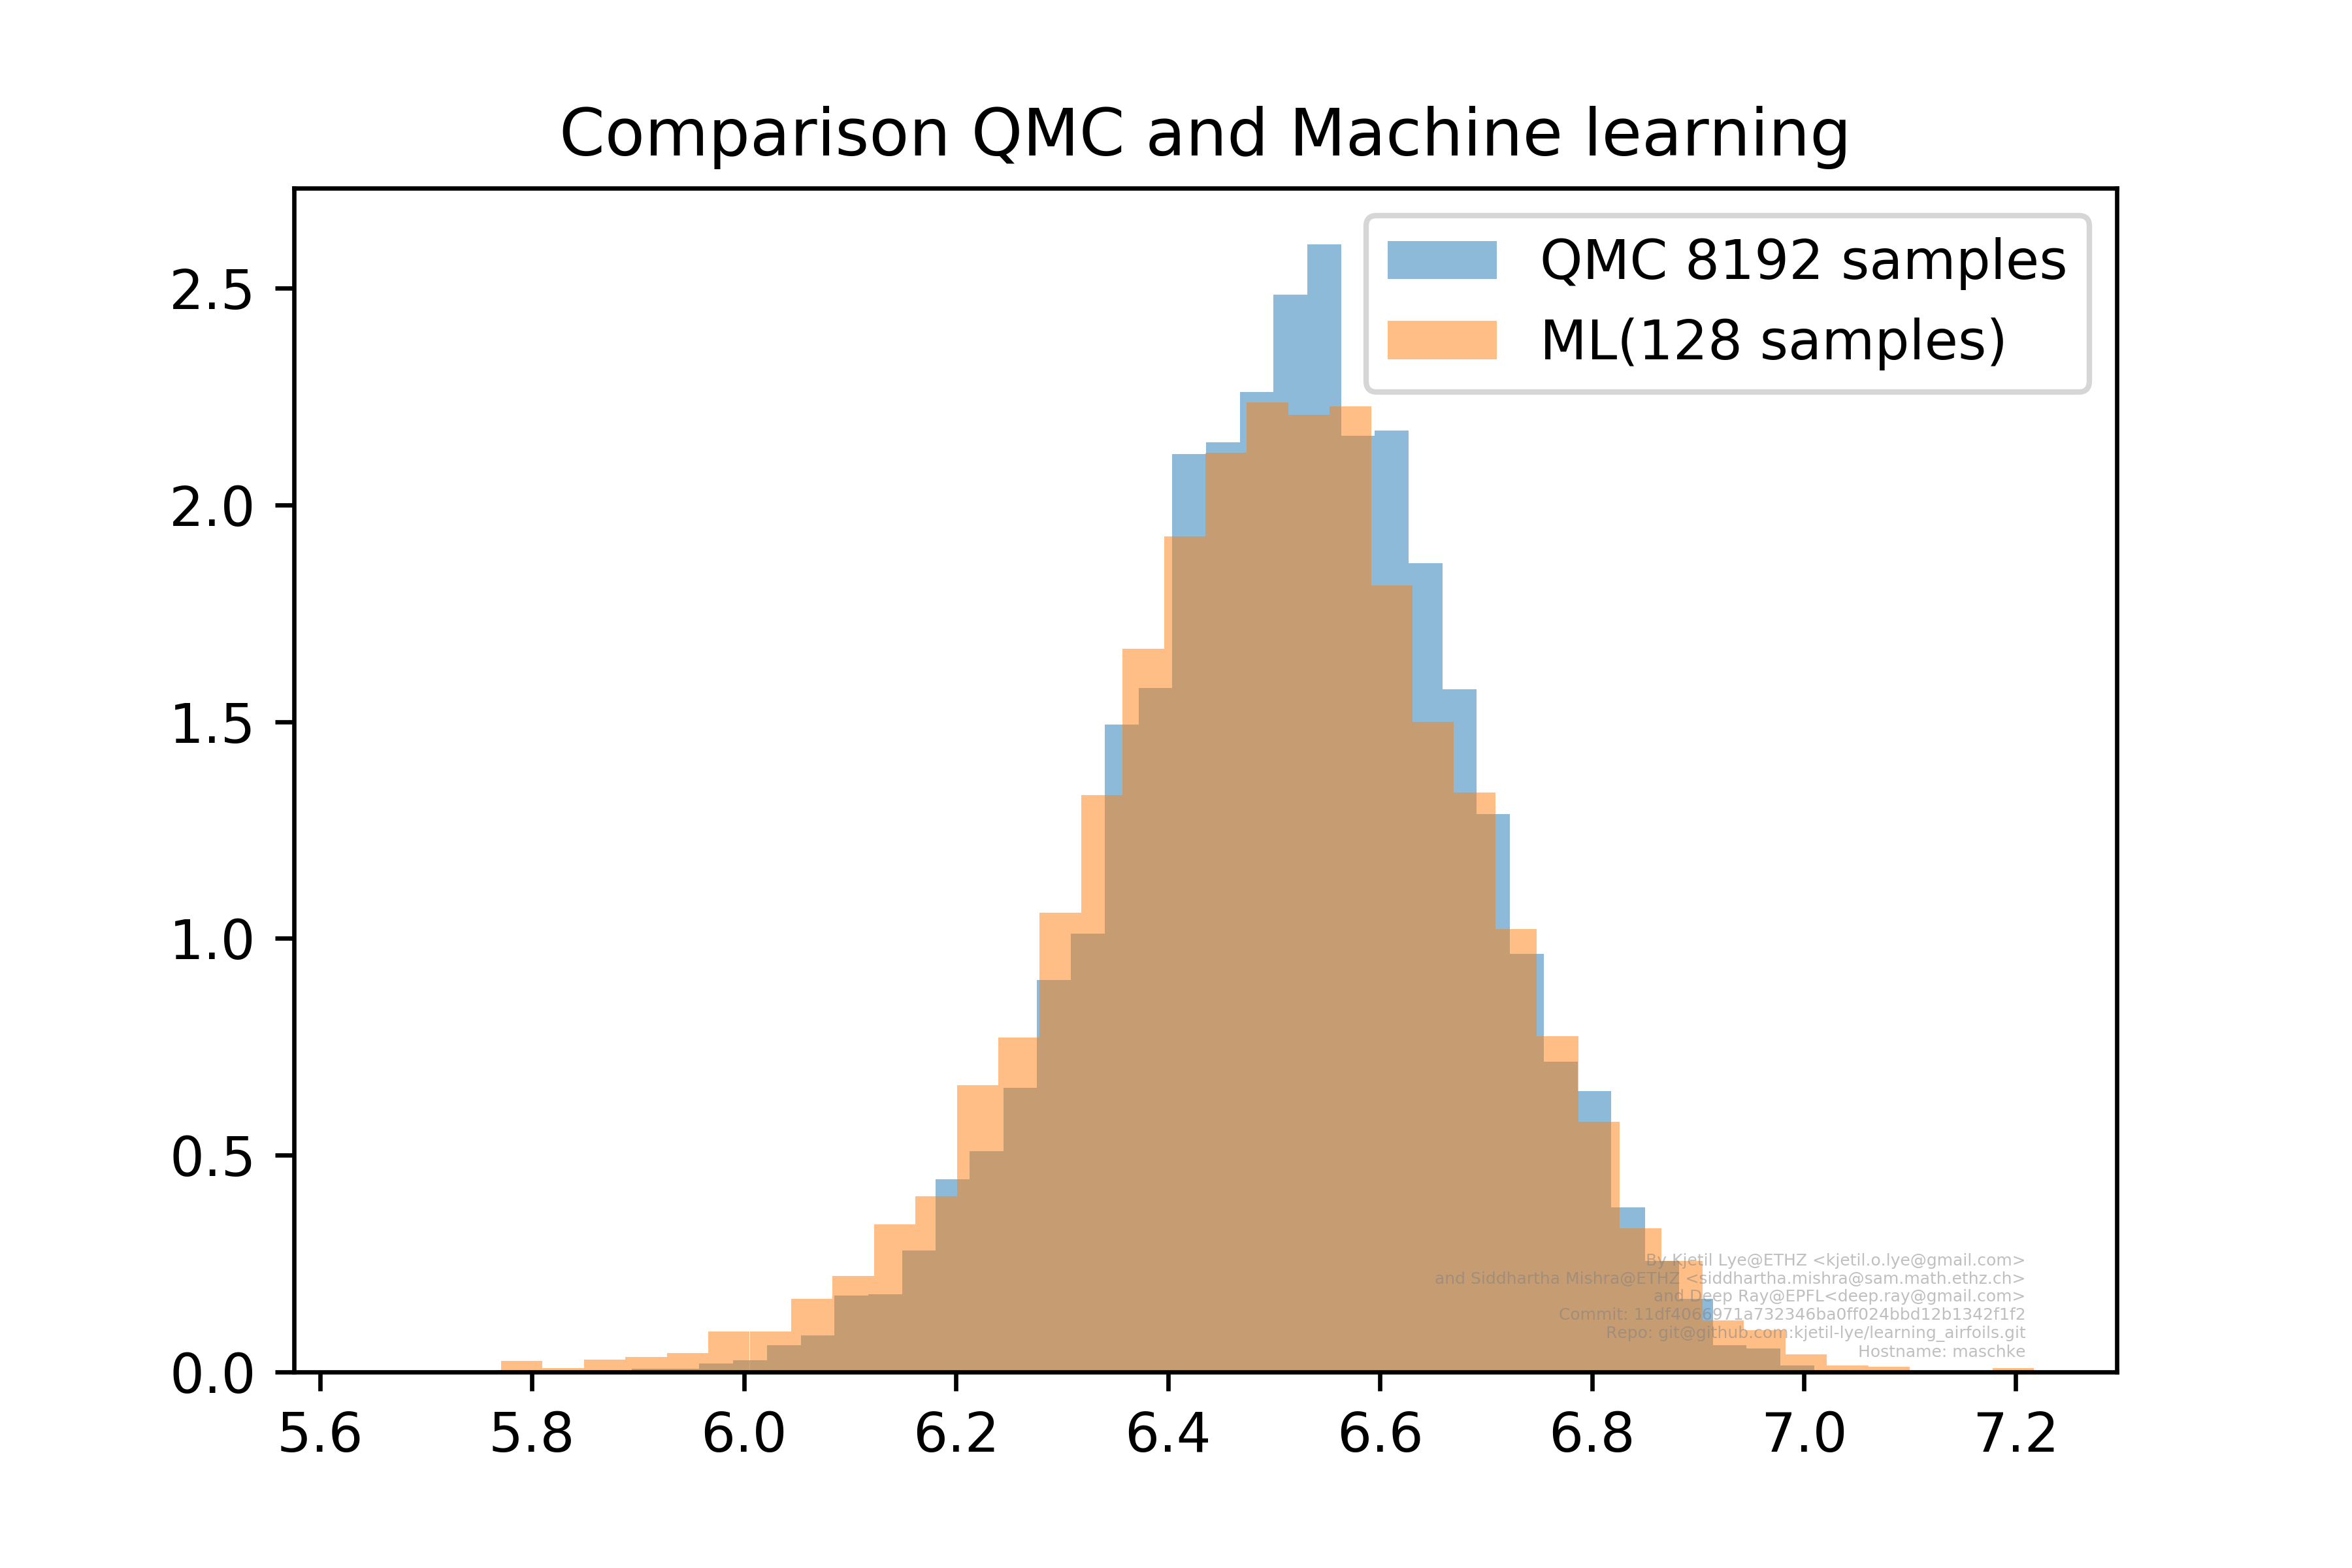 Comparison QMC and Machine learning
QMC 8192 samples
ML(128 samples)
2.5
2.0
1.5
1.0
0.5
0.0
5.6 5.8 6.0 6.2 6.4 6.6 6.8 7.0 7.2
By Kjetil Lye@ETHZ <kjetil.o.lye@gmail.com>
and Siddhartha Mishra@ETHZ <siddhartha.mishra@sam.math.ethz.ch>
and Deep Ray@EPFL<deep.ray@gmail.com>
Commit: 11df4066971a732346ba0ff024bbd12b1342f1f2
Repo: git@github.com:kjetil-lye/learning_airfoils.git
Hostname: maschke